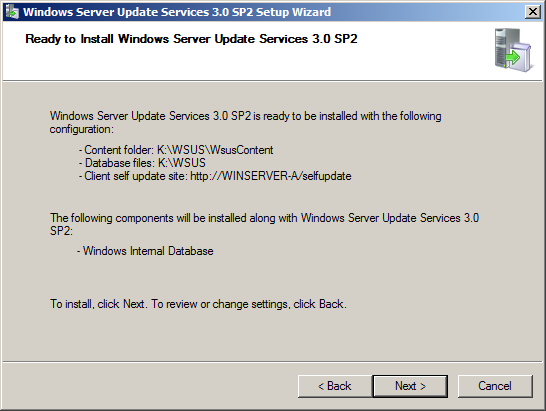 Windows Server Update Services 3.0 SP2 Setup Wizard
Ready to Install Windows Server Update Services 3.0 SP2
Windows Server Update Services 3.0 SP2 is ready to be installed with the following
configuration:
- Content folder: K:\WSUS\WsusContent
- Database files: K:\WSUS
- Client self update site: http://WINSERVER-A/selfupdate
The following components will be installed along with Windows Server Update Services 3.0
SP2:
- Windows Internal Database
To install, click Next. To review or change settings, click Back.
< Back
Next >
Cancel